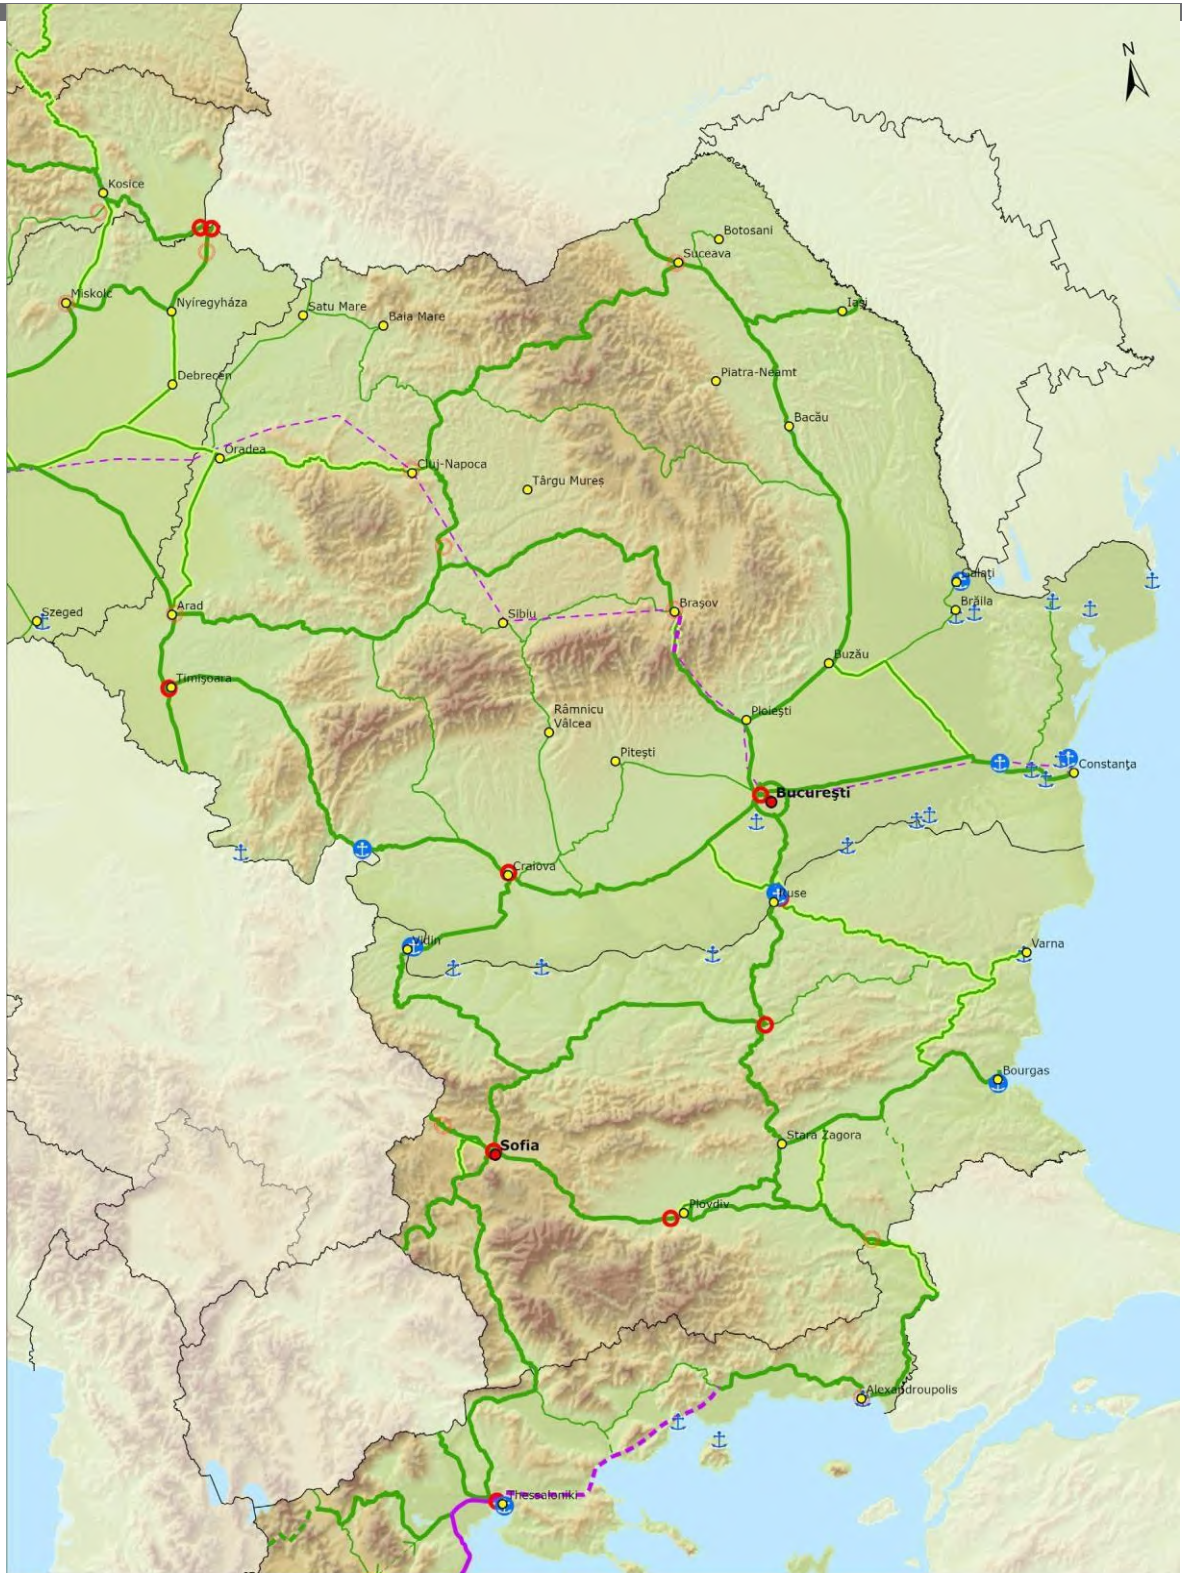 N
Kosice
Botosani
Suceava
Miskolc
Nyíregyháza
Satu Mare
Baia Mare
Iași
Debrecen
Piatra-Neamt
Bacău
Oradea
Cluj-Napoca
Târgu Mureș
Galați
Brăila
Szeged
Arad
Sibiu
Brașov
Timișoara
Buzău
Râmnicu
Vâlcea
Ploiești
Pitești
Constanța
București
Craiova
Ruse
Vidin
Varna
Bourgas
Stara Zagora
Sofia
Plovdiv
Alexandroupolis
Thessaloniki